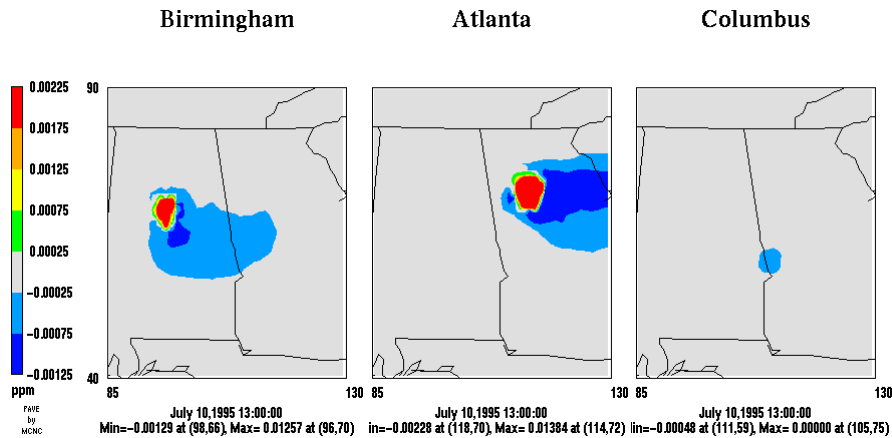 Birmingham Atlanta Columbus
0.00225
0.00175
0.00125
0.00075
0.00025
-0.00025
-0.00075
-0.00125
ppm
PAVE
by
MCNC
90
40
85 130 85 130 85 130
July 10,1995 13:00:00 July 10,1995 13:00:00 July 10,1995 13:00:00
Min=-0.00129 at (98,66), Max= 0.01257 at (96,70) in=-0.00228 at (118,70), Max= 0.01384 at (114,72) lin=-0.00048 at (111,59), Max= 0.00000 at (105,75)